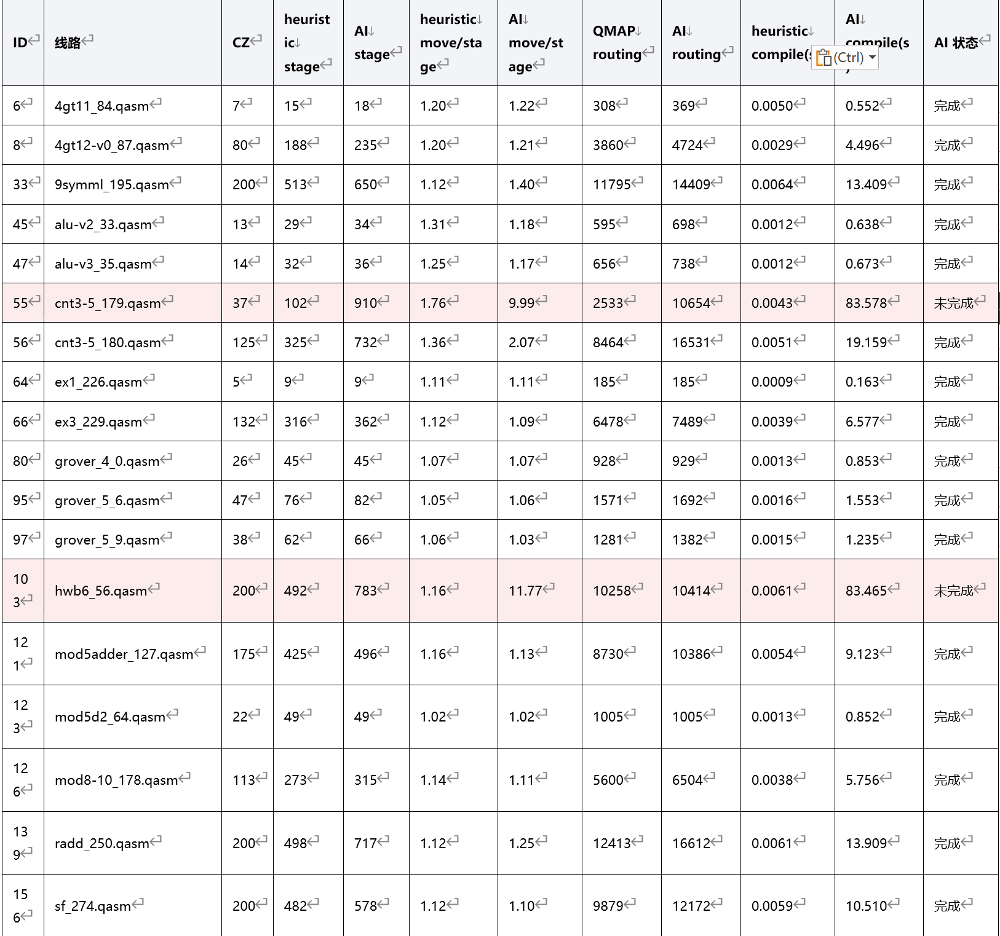 ID 线路 CZ heuristic stage AI stage heuristic move/stage AI move/stage QMAP routing AI routing heuristic compile(s AI compile(s) AI 状态
(Ctrl)
6 4gt11_84.qasm 7 15 18 1.20 1.22 308 369 0.0050 0.552 完成
8 4gt12-v0_87.qasm 80 188 235 1.20 1.21 3860 4724 0.0029 4.496 完成
33 9symml_195.qasm 200 513 650 1.12 1.40 11795 14409 0.0064 13.409 完成
45 alu-v2_33.qasm 13 29 34 1.31 1.18 595 698 0.0012 0.638 完成
47 alu-v3_35.qasm 14 32 36 1.25 1.17 656 738 0.0012 0.673 完成
55 cnt3-5_179.qasm 37 102 910 1.76 9.99 2533 10654 0.0043 83.578 未完成
56 cnt3-5_180.qasm 125 325 732 1.36 2.07 8464 16531 0.0051 19.159 完成
64 ex1_226.qasm 5 9 9 1.11 1.11 185 185 0.0009 0.163 完成
66 ex3_229.qasm 132 316 362 1.12 1.09 6478 7489 0.0039 6.577 完成
80 grover_4_0.qasm 26 45 45 1.07 1.07 928 929 0.0013 0.853 完成
95 grover_5_6.qasm 47 76 82 1.05 1.06 1571 1692 0.0016 1.553 完成
97 grover_5_9.qasm 38 62 66 1.06 1.03 1281 1382 0.0015 1.235 完成
103 hwb6_56.qasm 200 492 783 1.16 11.77 10258 10414 0.0061 83.465 未完成
121 mod5adder_127.qasm 175 425 496 1.16 1.13 8730 10386 0.0054 9.123 完成
123 mod5d2_64.qasm 22 49 49 1.02 1.02 1005 1005 0.0013 0.852 完成
126 mod8-10_178.qasm 113 273 315 1.14 1.11 5600 6504 0.0038 5.756 完成
139 radd_250.qasm 200 498 717 1.12 1.25 12413 16612 0.0061 13.909 完成
156 sf_274.qasm 200 482 578 1.12 1.10 9879 12172 0.0059 10.510 完成